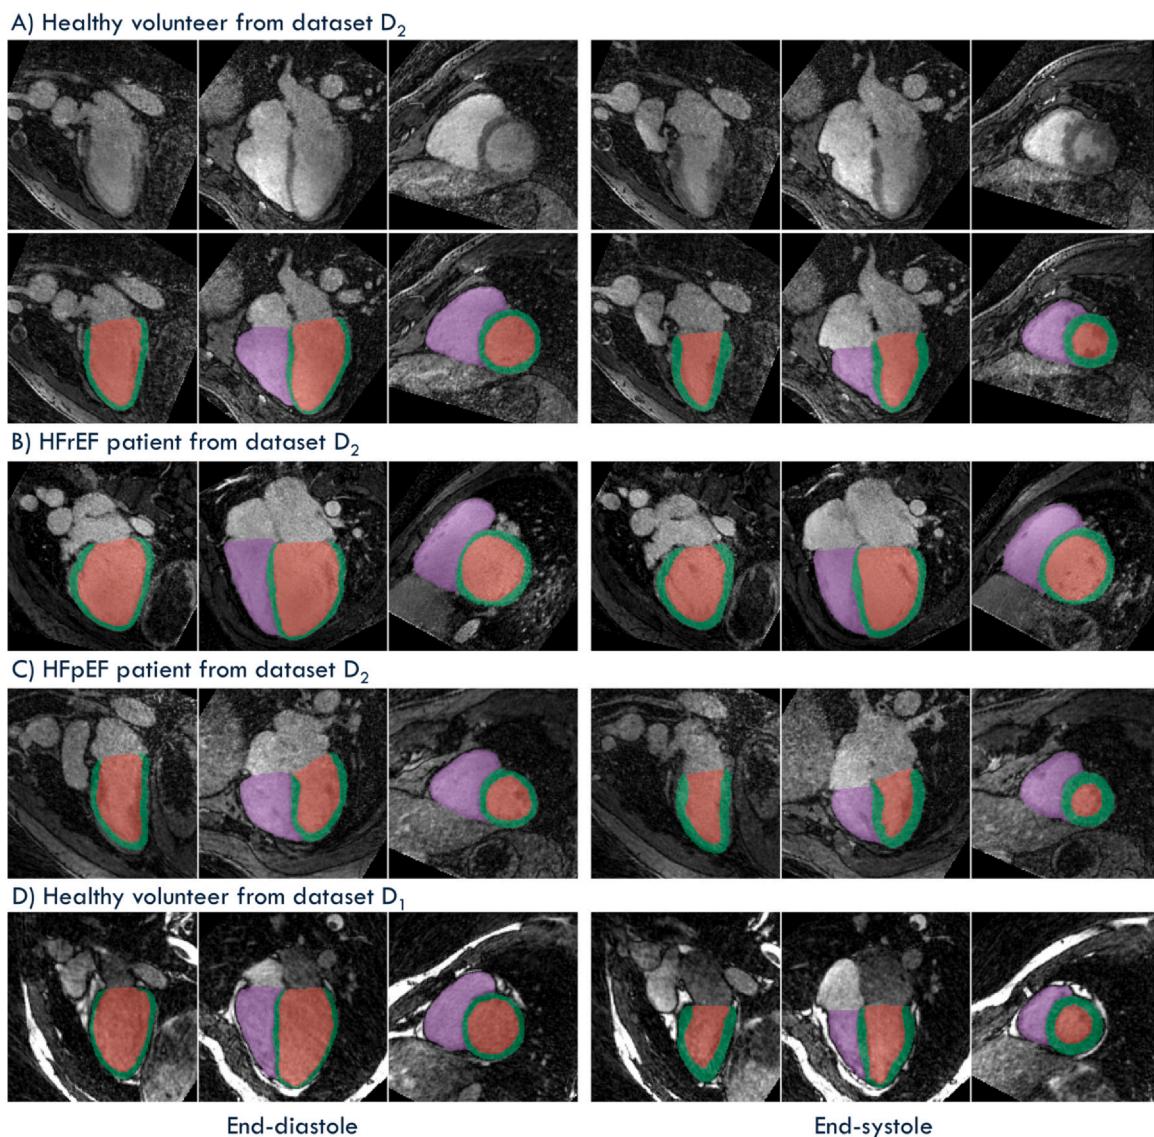 A) Healthy volunteer from dataset D₂
B) HFrEF patient from dataset D₂
C) HFpEF patient from dataset D₂
D) Healthy volunteer from dataset D₁
End-diastole
End-systole